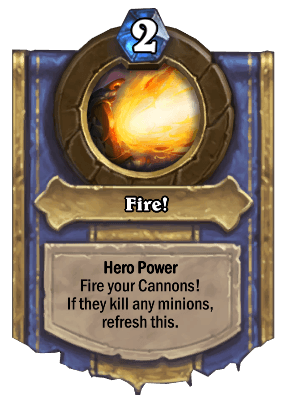 2
Fire!
Hero Power
Fire your Cannons!
If they kill any minions,
refresh this.